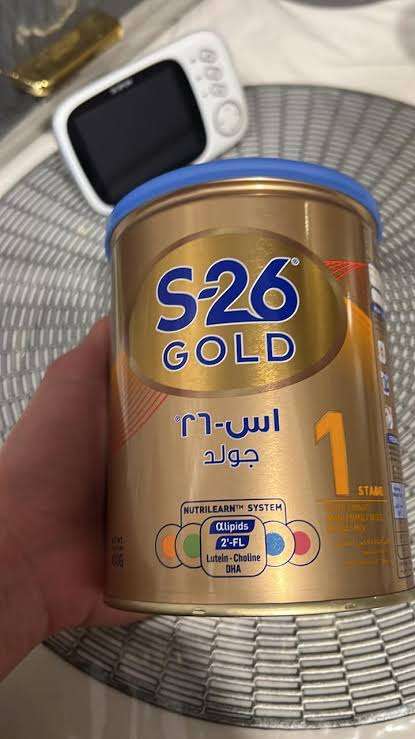 S-26®
GOLD
اس-٢٦®
جولد
1
STAGE
NUTRILEARN™ SYSTEM
αlipids
2'-FL
Lutein - Choline
DHA